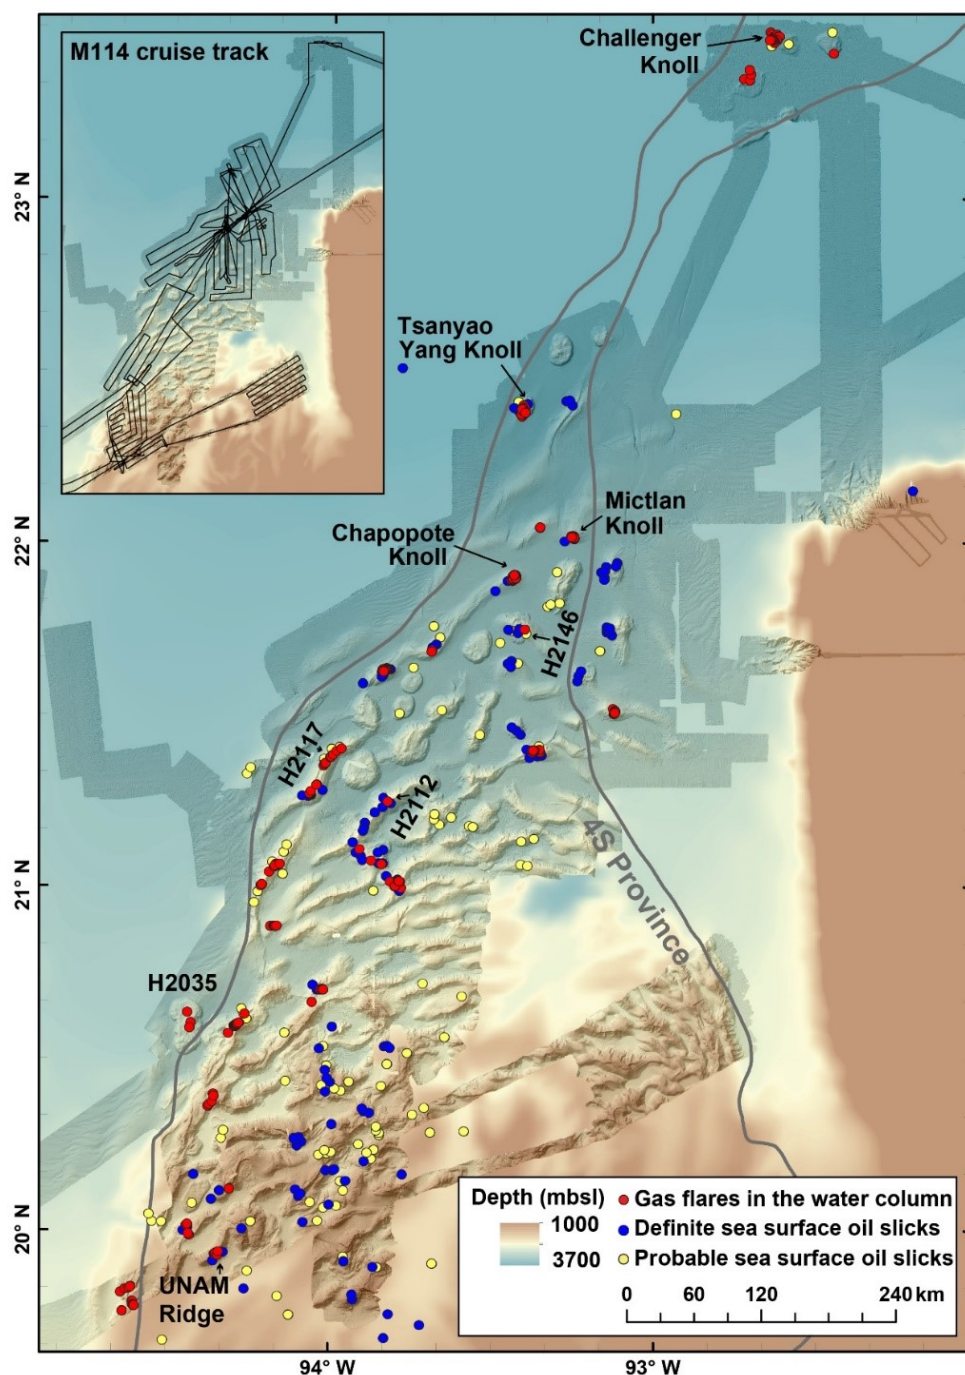 M114 cruise track
Challenger
Knoll
23° N
Tsanyao
Yang Knoll
Mictlan
Knoll
Chapopote
Knoll
22° N
H2146
H2117
H2112
4S Province
21° N
H2035
20° N
UNAM
Ridge
Depth (mbsl)
1000
3700
Gas flares in the water column
Definite sea surface oil slicks
Probable sea surface oil slicks
0 60 120 240 km
94° W 93° W